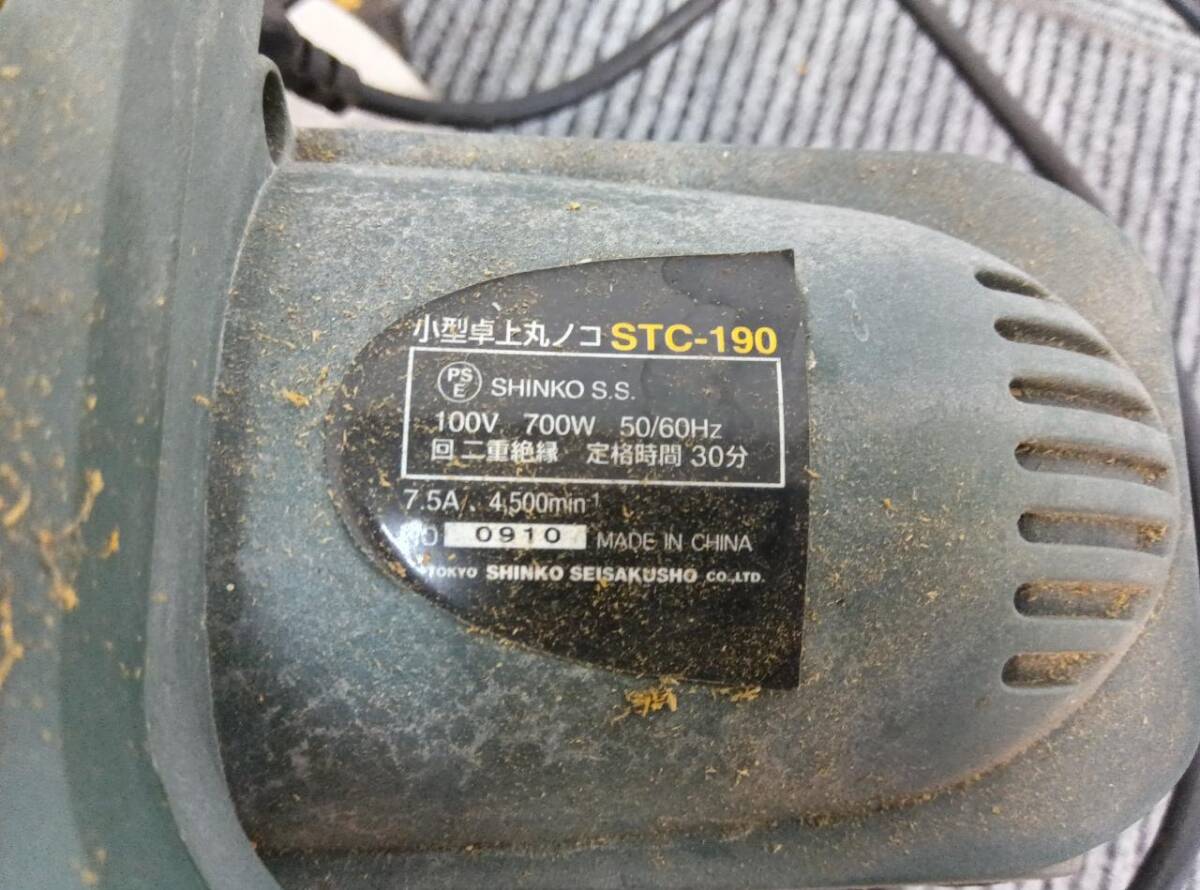 小型卓上丸ノコ STC-190
PS E SHINKO S.S.
100V 700W 50/60Hz
回 二重絶縁 定格時間 30分
7.5A 4,500min-1
0910 MADE IN CHINA
TOKYO SHINKO SEISAKUSHO CO.,LTD.